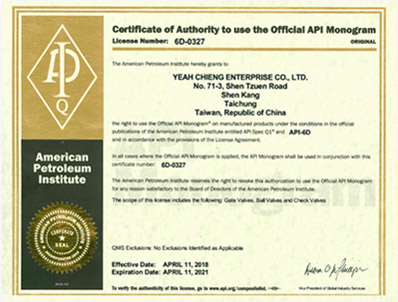 Certificate of Authority to use the Official API Monogram
License Number: 6D-0327
ORIGINAL
The American Petroleum Institute hereby grants to
YEAH CHIENG ENTERPRISE CO., LTD.
No. 71-3, Shen Tzuen Road
Shen Kang
Taichung
Taiwan, Republic of China
the right to use the Official API Monogram® on manufactured products under the conditions in the official
publications of the American Petroleum Institute entitled API Spec Q1™ and API-6D
and in accordance with the provisions of the License Agreement.
In all cases where the Official API Monogram is applied, the API Monogram shall be used in conjunction with this
certificate number: 6D-0327
The American Petroleum Institute reserves the right to revoke this authorization to use the Official API Monogram
for any reason satisfactory to the Board of Directors of the American Petroleum Institute.
The scope of this license includes the following: Gate Valves, Ball Valves and Check Valves
QMS Exclusions: No Exclusions Identified as Applicable
Effective Date: APRIL 11, 2018
Expiration Date: APRIL 11, 2021
To verify the authenticity of this license, go to www.api.org/compositelist.
Vice President of Global Industry Services
API
Q
American
Petroleum
Institute
CORPORATE
SEAL